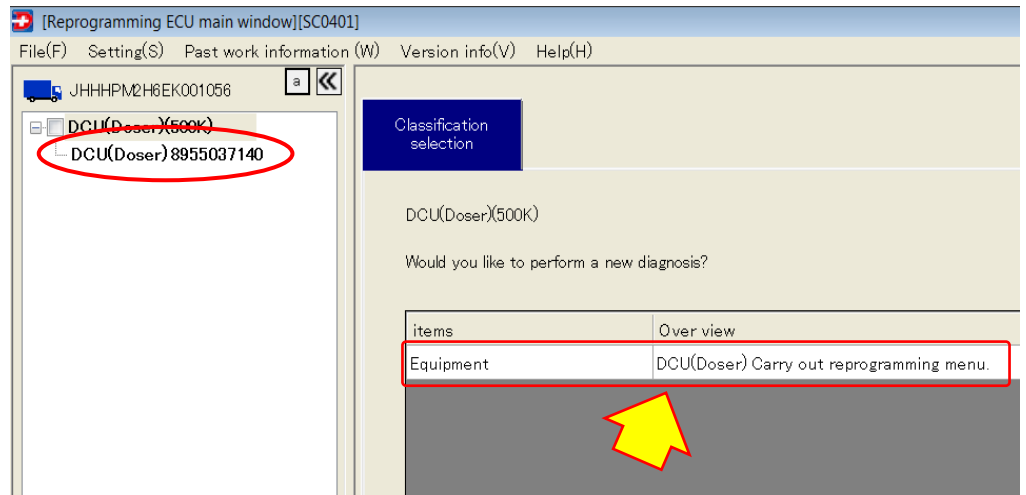 [Reprogramming ECU main window][SC0401]
File(F) Setting(S) Past work information (W) Version info(V) Help(H)
JHHHPM2H6EK001056
a
DCU(Doser)(500K)
DCU(Doser) 8955037140
Classification
selection
DCU(Doser)(500K)
Would you like to perform a new diagnosis?
items Over view
Equipment DCU(Doser) Carry out reprogramming menu.